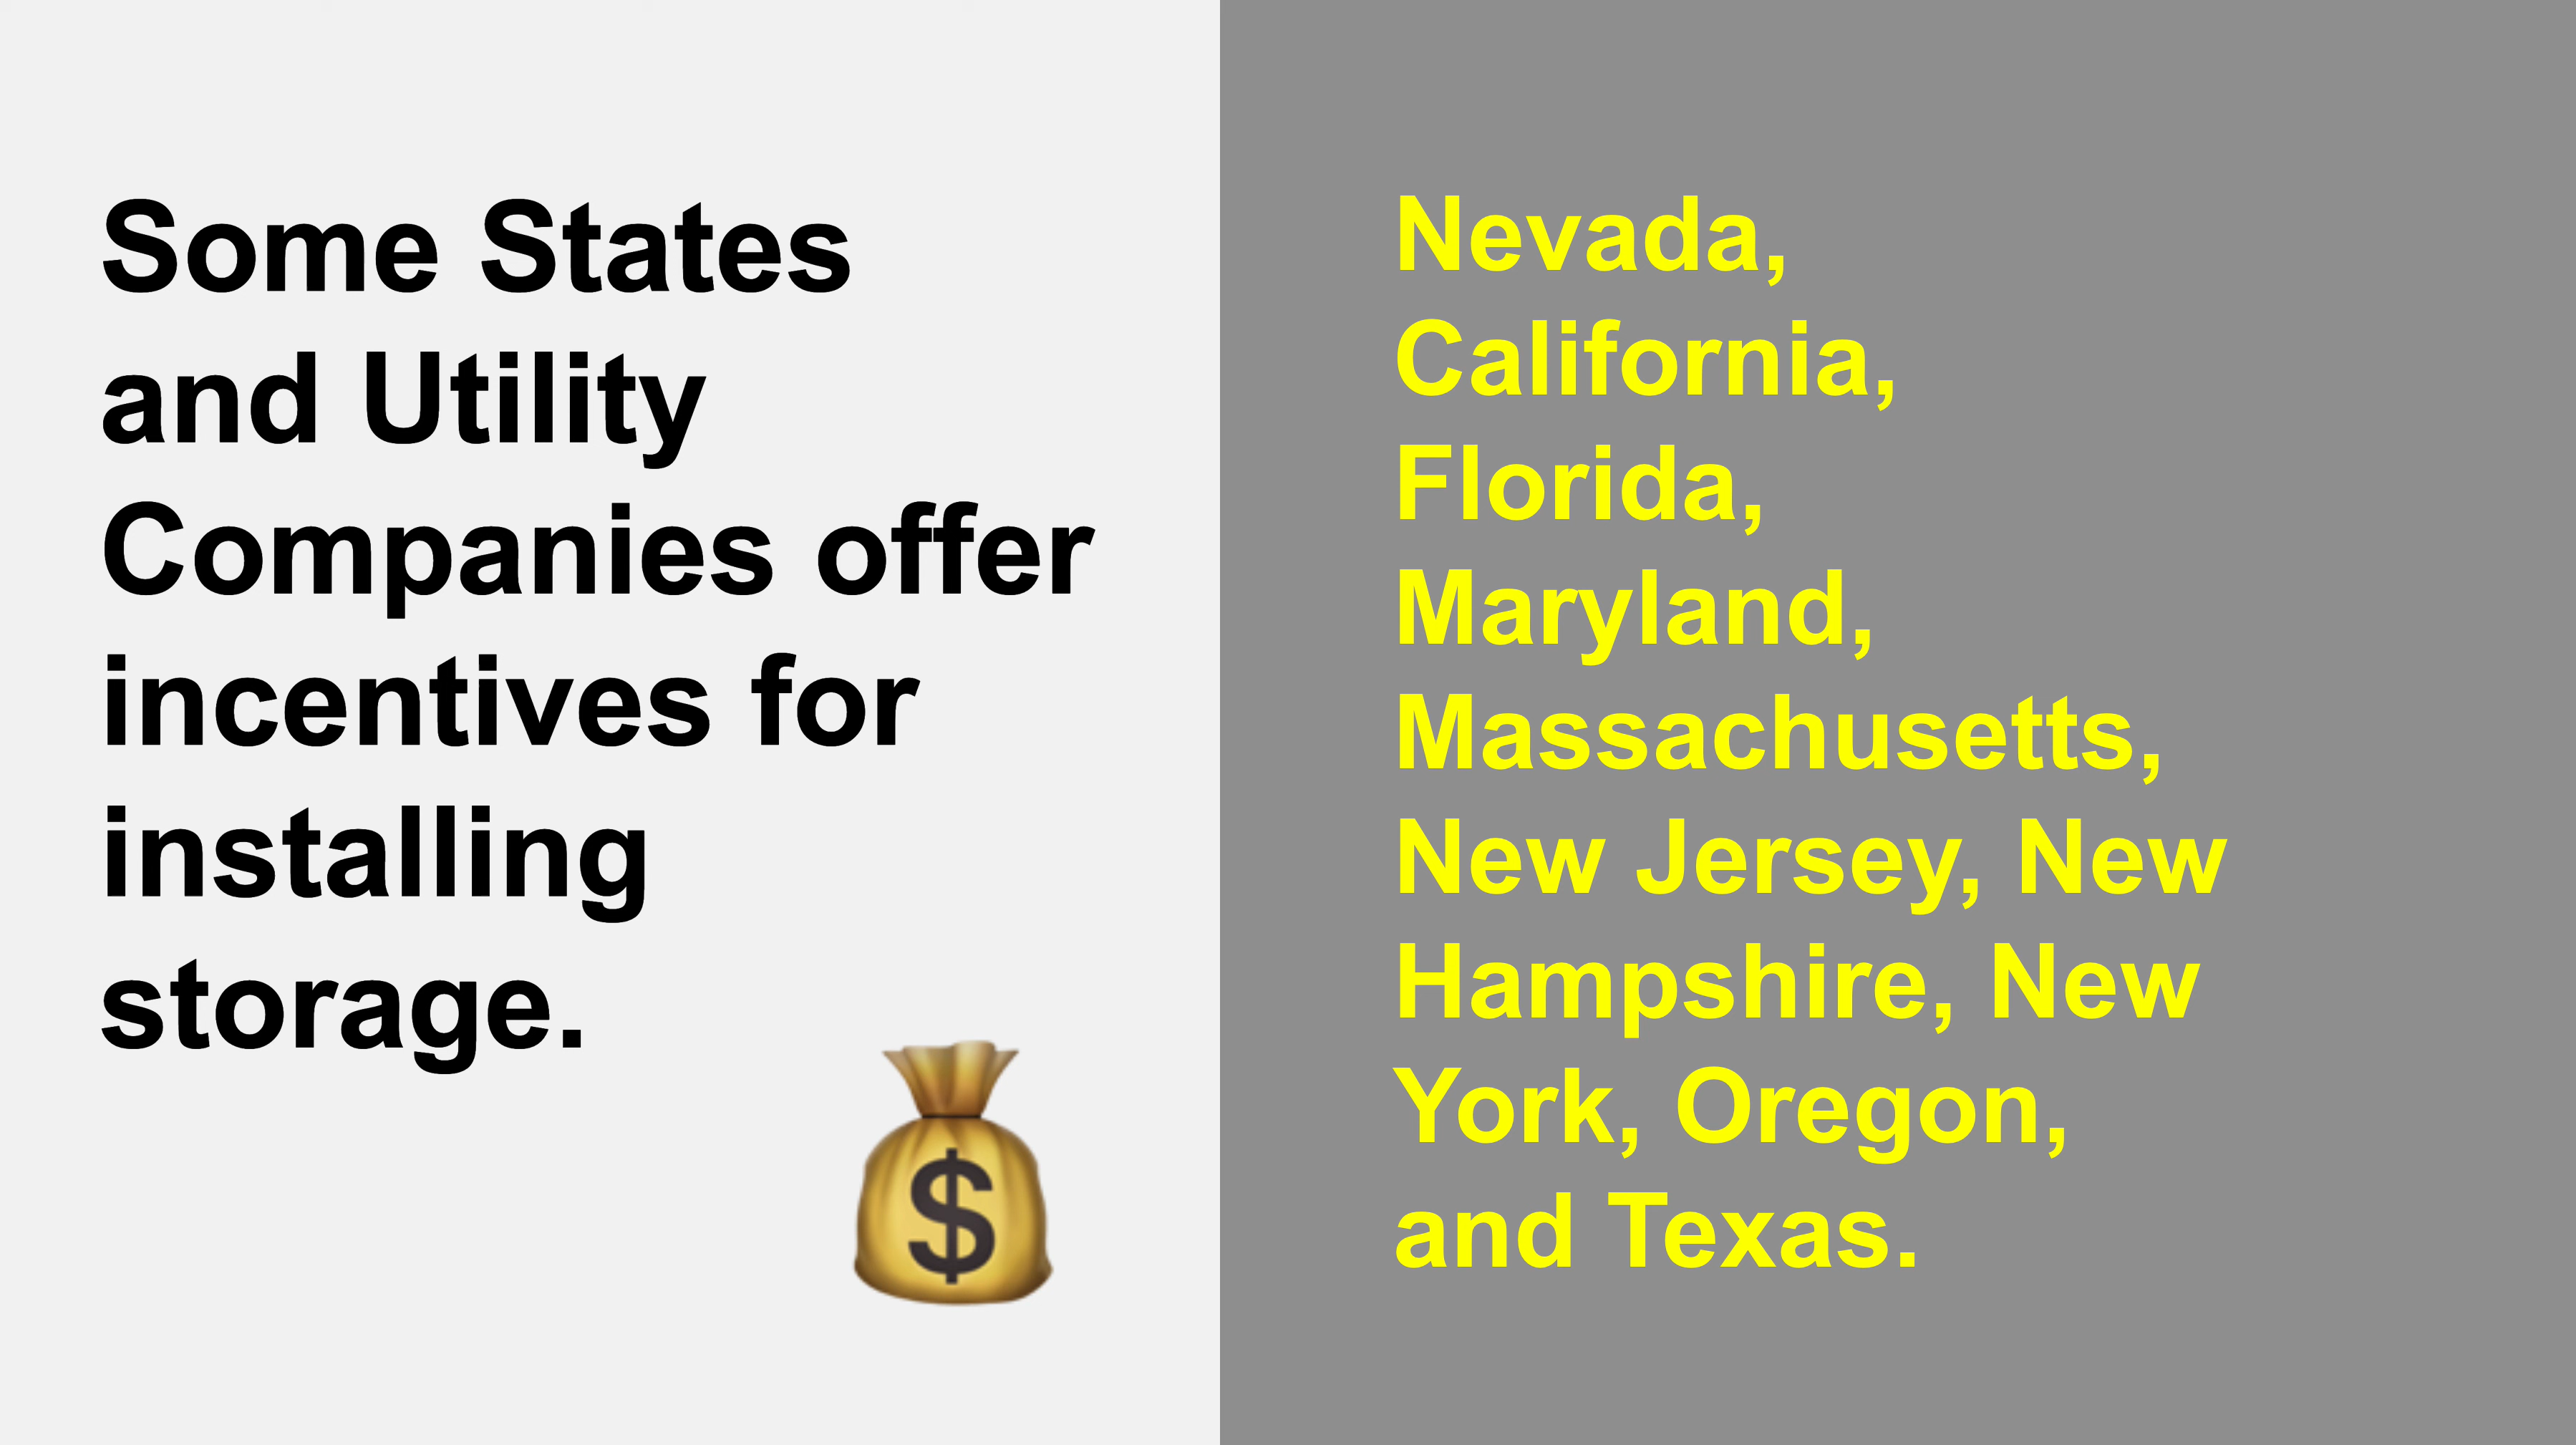 Some States
and Utility
Companies offer
incentives for
installing
storage.
$
Nevada,
California,
Florida,
Maryland,
Massachusetts,
New Jersey, New
Hampshire, New
York, Oregon,
and Texas.